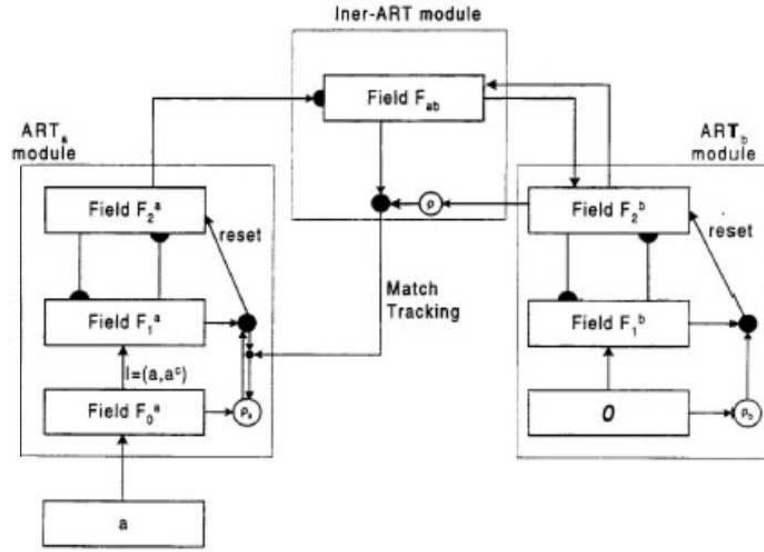 Iner-ART module
Field F_ab
ART_a
module
ART_b
module
Field F_2^a
reset
ρ
Field F_2^b
reset
Match
Tracking
Field F_1^a
Field F_1^b
I=(a,a^c)
Field F_0^a
ρ_a
O
ρ_b
a